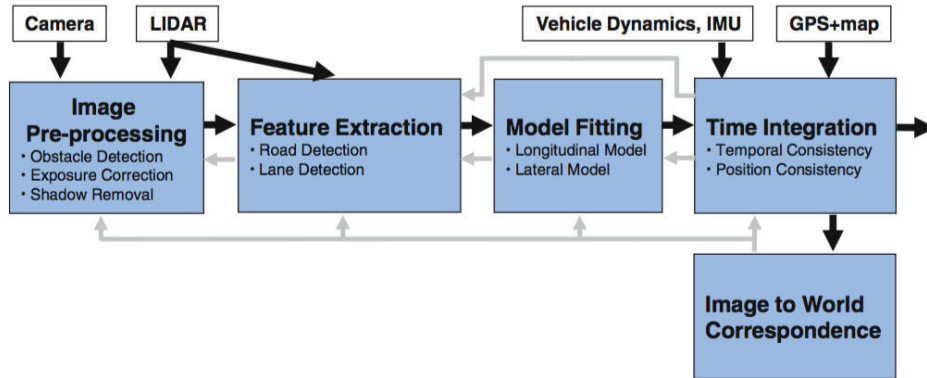 Camera
LIDAR
Vehicle Dynamics, IMU
GPS+map
Image
Pre-processing
• Obstacle Detection
• Exposure Correction
• Shadow Removal
Feature Extraction
• Road Detection
• Lane Detection
Model Fitting
• Longitudinal Model
• Lateral Model
Time Integration
• Temporal Consistency
• Position Consistency
Image to World
Correspondence